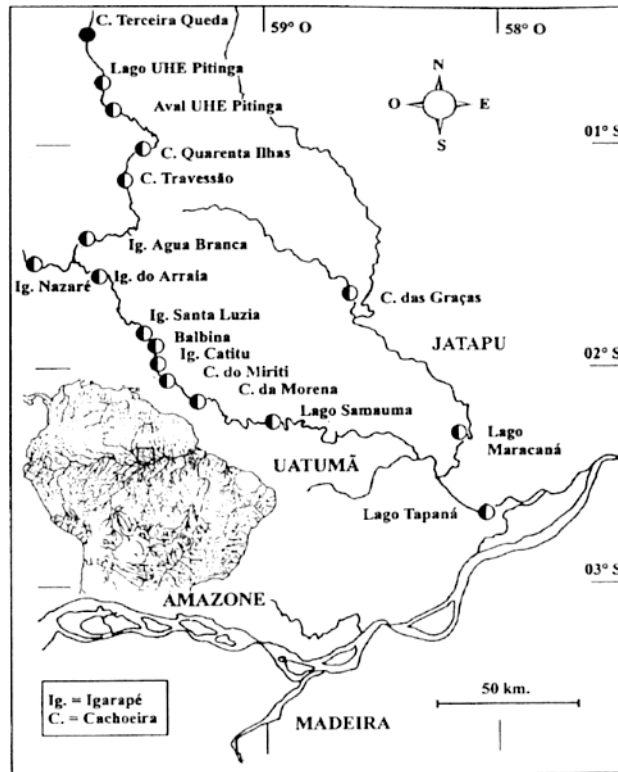 C. Terceira Queda
59° O
58° O
Lago UHE Pitinga
Aval UHE Pitinga
N
O
E
S
01° S
C. Quarenta Ilhas
C. Travessão
Ig. Agua Branca
Ig. Nazaré
Ig. do Arraia
C. das Graças
Ig. Santa Luzia
Balbina
Ig. Catitu
C. do Miriti
C. da Morena
JATAPU
02° S
Lago Samauma
Lago
Maracaná
UATUMÃ
Lago Tapaná
03° S
AMAZONE
50 km.
Ig. = Igarapé
C. = Cachoeira
MADEIRA